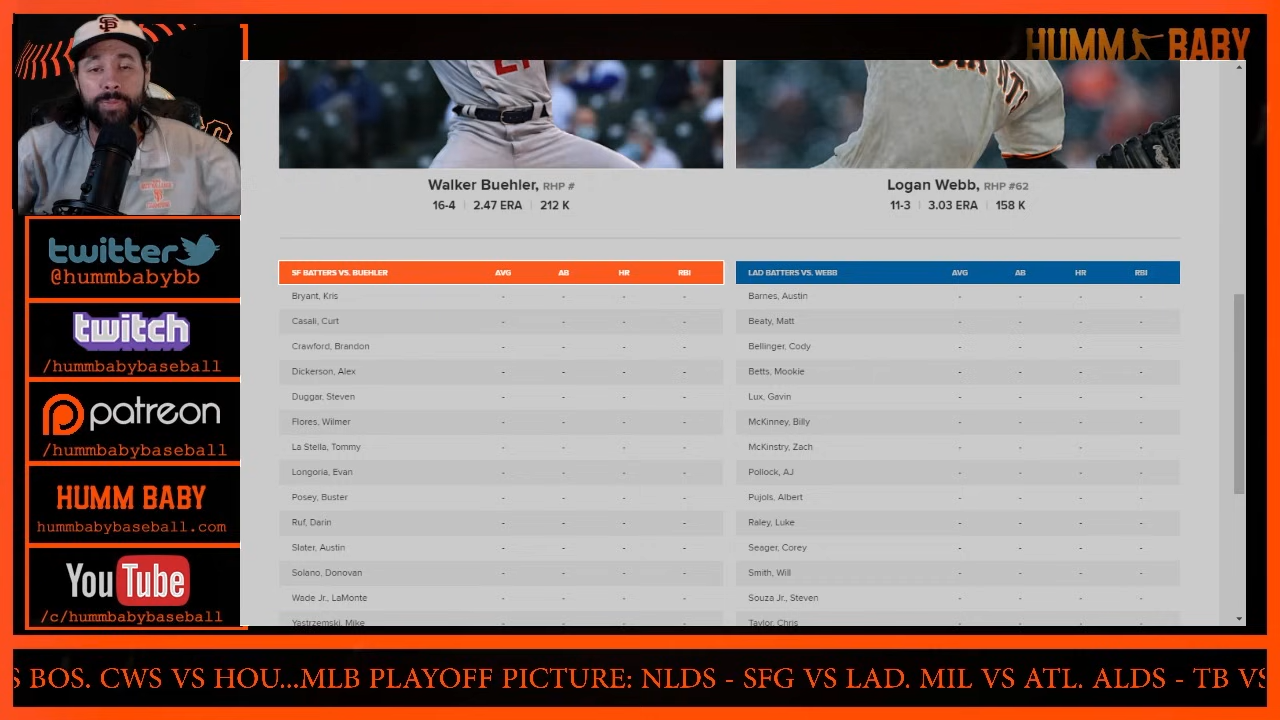 SF
HUMM BABY
twitter
@hummbabybb
twitch
/hummbabybaseball
patreon
/hummbabybaseball
HUMM BABY
hummbabybaseball.com
YouTube
/c/hummbabybaseball
Walker Buehler, RHP #
16-4 | 2.47 ERA | 212 K
Logan Webb, RHP #62
11-3 | 3.03 ERA | 158 K
SF BATTERS VS. BUEHLER AVG AB HR RBI
Bryant, Kris - - - -
Casali, Curt - - - -
Crawford, Brandon - - - -
Dickerson, Alex - - - -
Duggar, Steven - - - -
Flores, Wilmer - - - -
La Stella, Tommy - - - -
Longoria, Evan - - - -
Posey, Buster - - - -
Ruf, Darin - - - -
Slater, Austin - - - -
Solano, Donovan - - - -
Wade Jr., LaMonte - - - -
Yastrzemski, Mike - - - -
LAD BATTERS VS. WEBB AVG AB HR RBI
Barnes, Austin - - - -
Beaty, Matt - - - -
Bellinger, Cody - - - -
Betts, Mookie - - - -
Lux, Gavin - - - -
McKinney, Billy - - - -
McKinstry, Zach - - - -
Pollock, AJ - - - -
Pujols, Albert - - - -
Raley, Luke - - - -
Seager, Corey - - - -
Smith, Will - - - -
Souza Jr., Steven - - - -
Taylor, Chris - - - -
S BOS. CWS VS HOU...MLB PLAYOFF PICTURE: NLDS - SFG VS LAD. MIL VS ATL. ALDS - TB VS